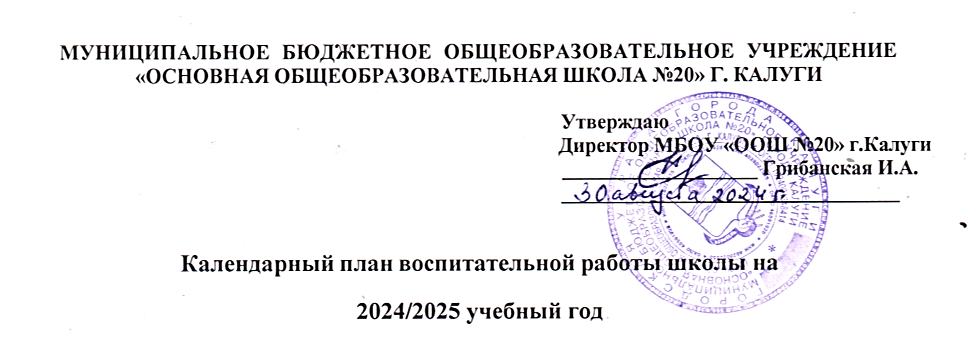 МУНИЦИПАЛЬНОЕ БЮДЖЕТНОЕ ОБЩЕОБРАЗОВАТЕЛЬНОЕ УЧРЕЖДЕНИЕ
«ОСНОВНАЯ ОБЩЕОБРАЗОВАТЕЛЬНАЯ ШКОЛА №20» Г. КАЛУГИ
Утверждаю
Директор МБОУ «ООШ №20» г.Калуги
Грибанская И.А.
30 августа 2024 г.
Календарный план воспитательной работы школы на
2024/2025 учебный год